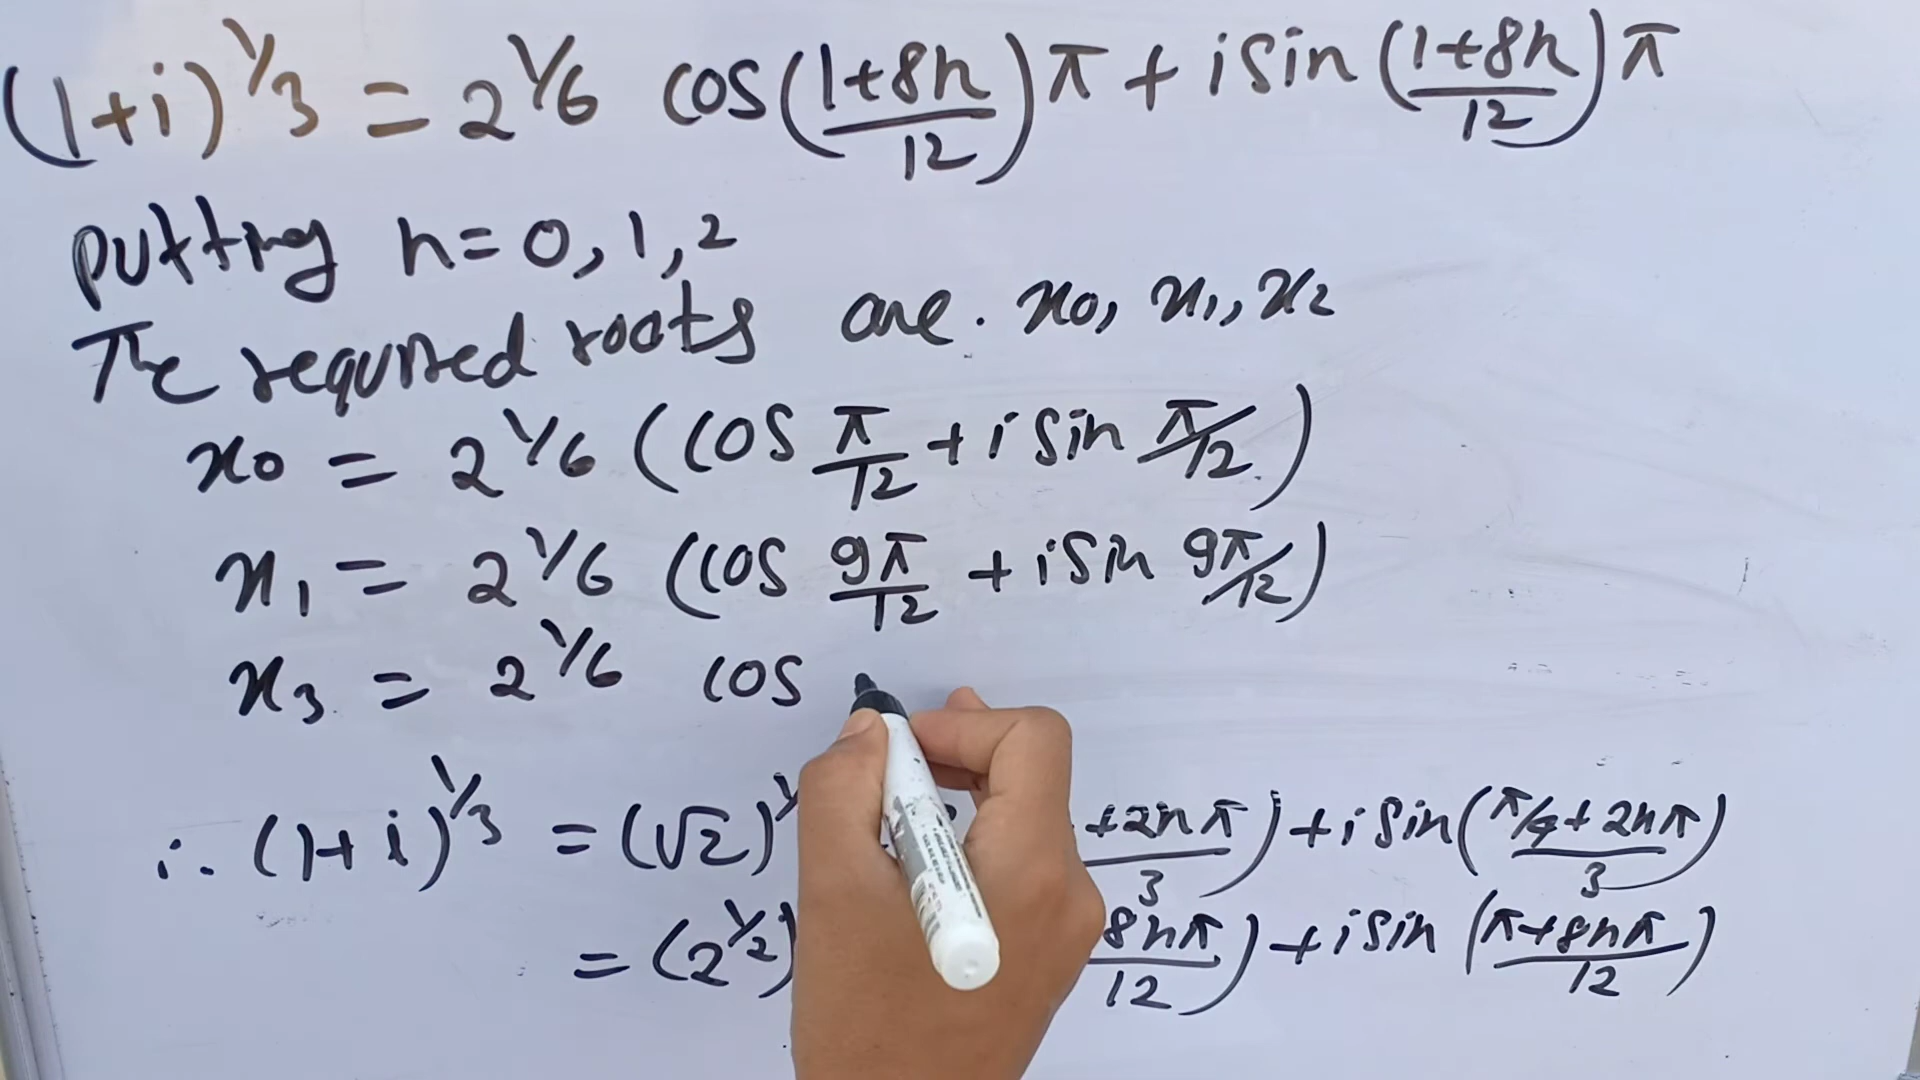 (1+i)^1/3 = 2^1/6 cos((1+8n)/12)π + i sin((1+8n)/12)π
putting n=0,1,2
The required roots are. x0, x1, x2
x0 = 2^1/6 (cos π/12 + i sin π/12)
x1 = 2^1/6 (cos 9π/12 + i sin 9π/12)
x3 = 2^1/6 cos
∴ (1+i)^1/3 = (√2) +2nπ)/3) + i sin((π/4+2nπ)/3)
= (2^1/2) 8nπ/12) + i sin((π+8nπ)/12)